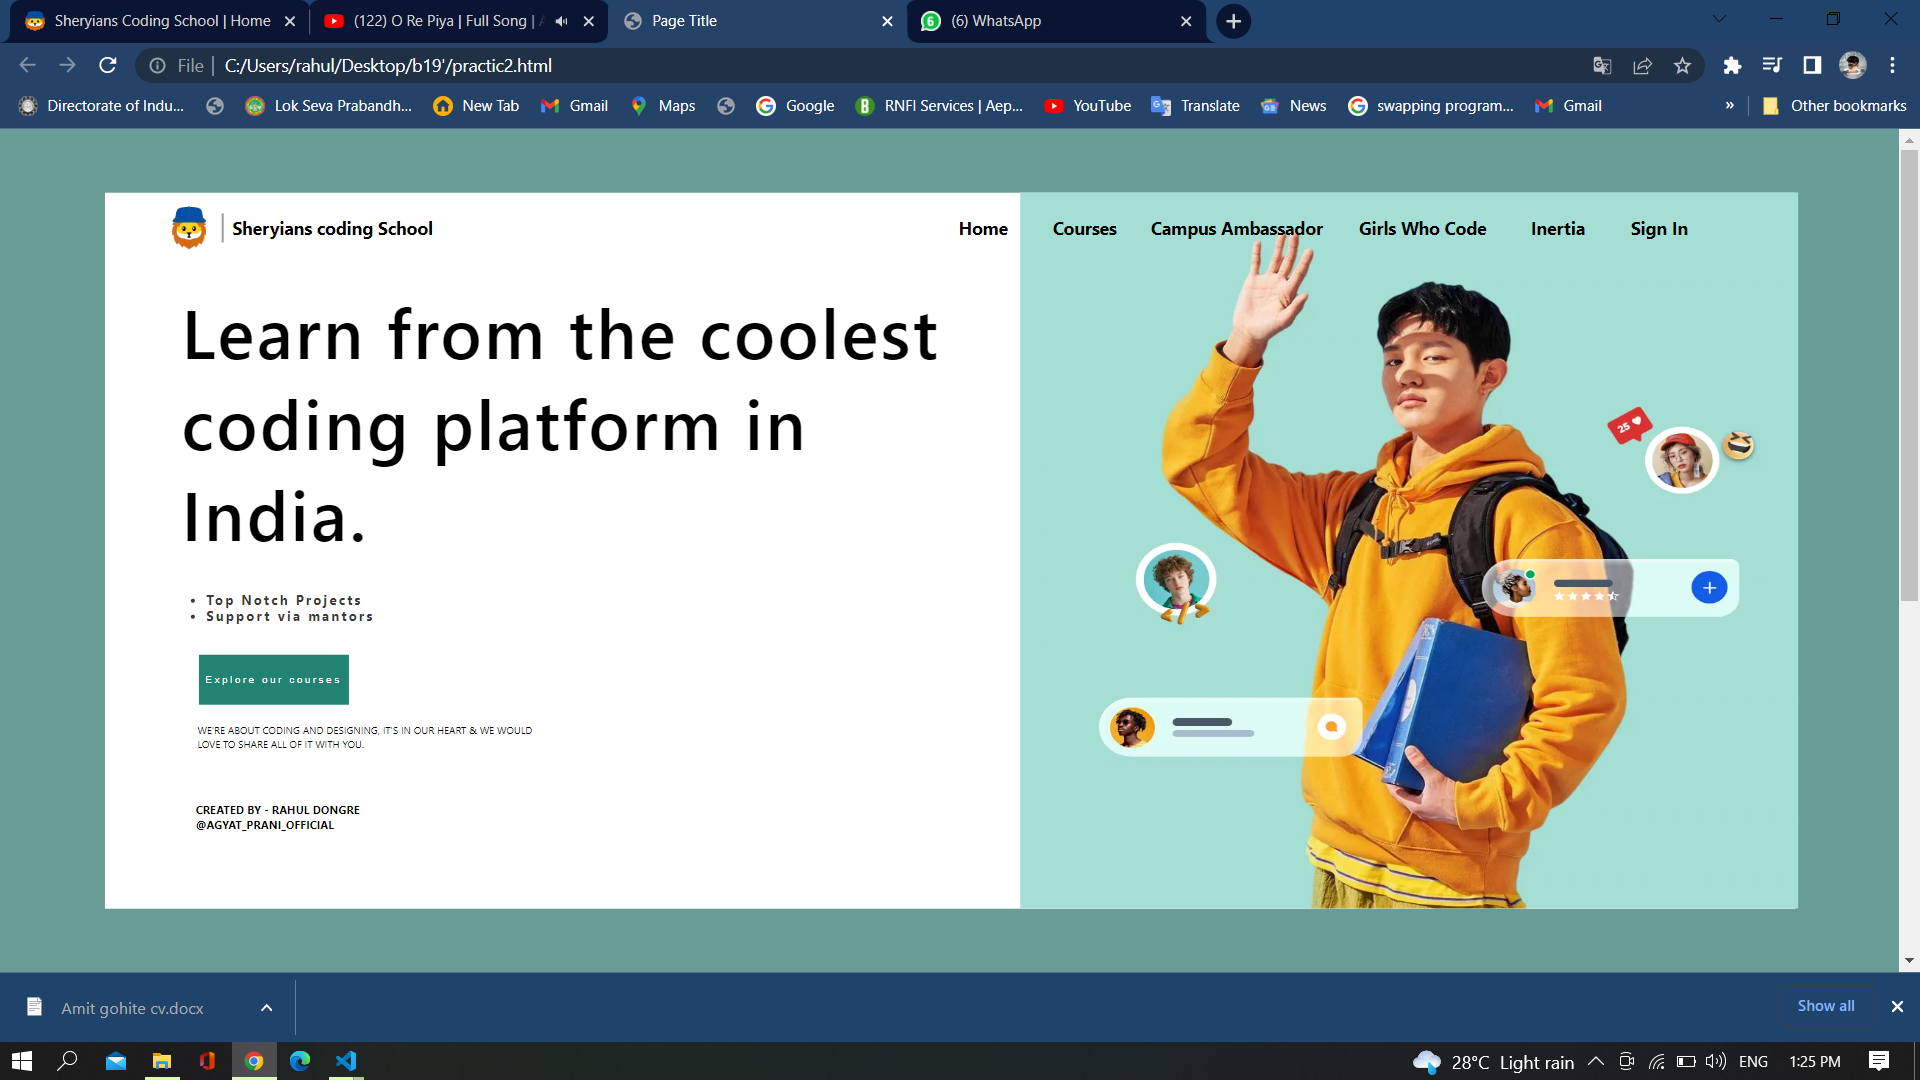 Sheryians Coding School | Home
(122) O Re Piya | Full Song |
Page Title
(6) WhatsApp
File | C:/Users/rahul/Desktop/b19'/practic2.html
Directorate of Indu...
Lok Seva Prabandh...
New Tab
Gmail
Maps
Google
RNFI Services | Aep...
YouTube
Translate
News
swapping program...
Gmail
»
Other bookmarks
Sheryians coding School
Home
Courses
Campus Ambassador
Girls Who Code
Inertia
Sign In
Learn from the coolest
coding platform in
India.
• Top Notch Projects
• Support via mantors
25
Explore our courses
WE'RE ABOUT CODING AND DESIGNING, IT'S IN OUR HEART & WE WOULD
LOVE TO SHARE ALL OF IT WITH YOU.
CREATED BY - RAHUL DONGRE
@AGYAT_PRANI_OFFICIAL
Amit gohite cv.docx
Show all
28°C Light rain
ENG
1:25 PM